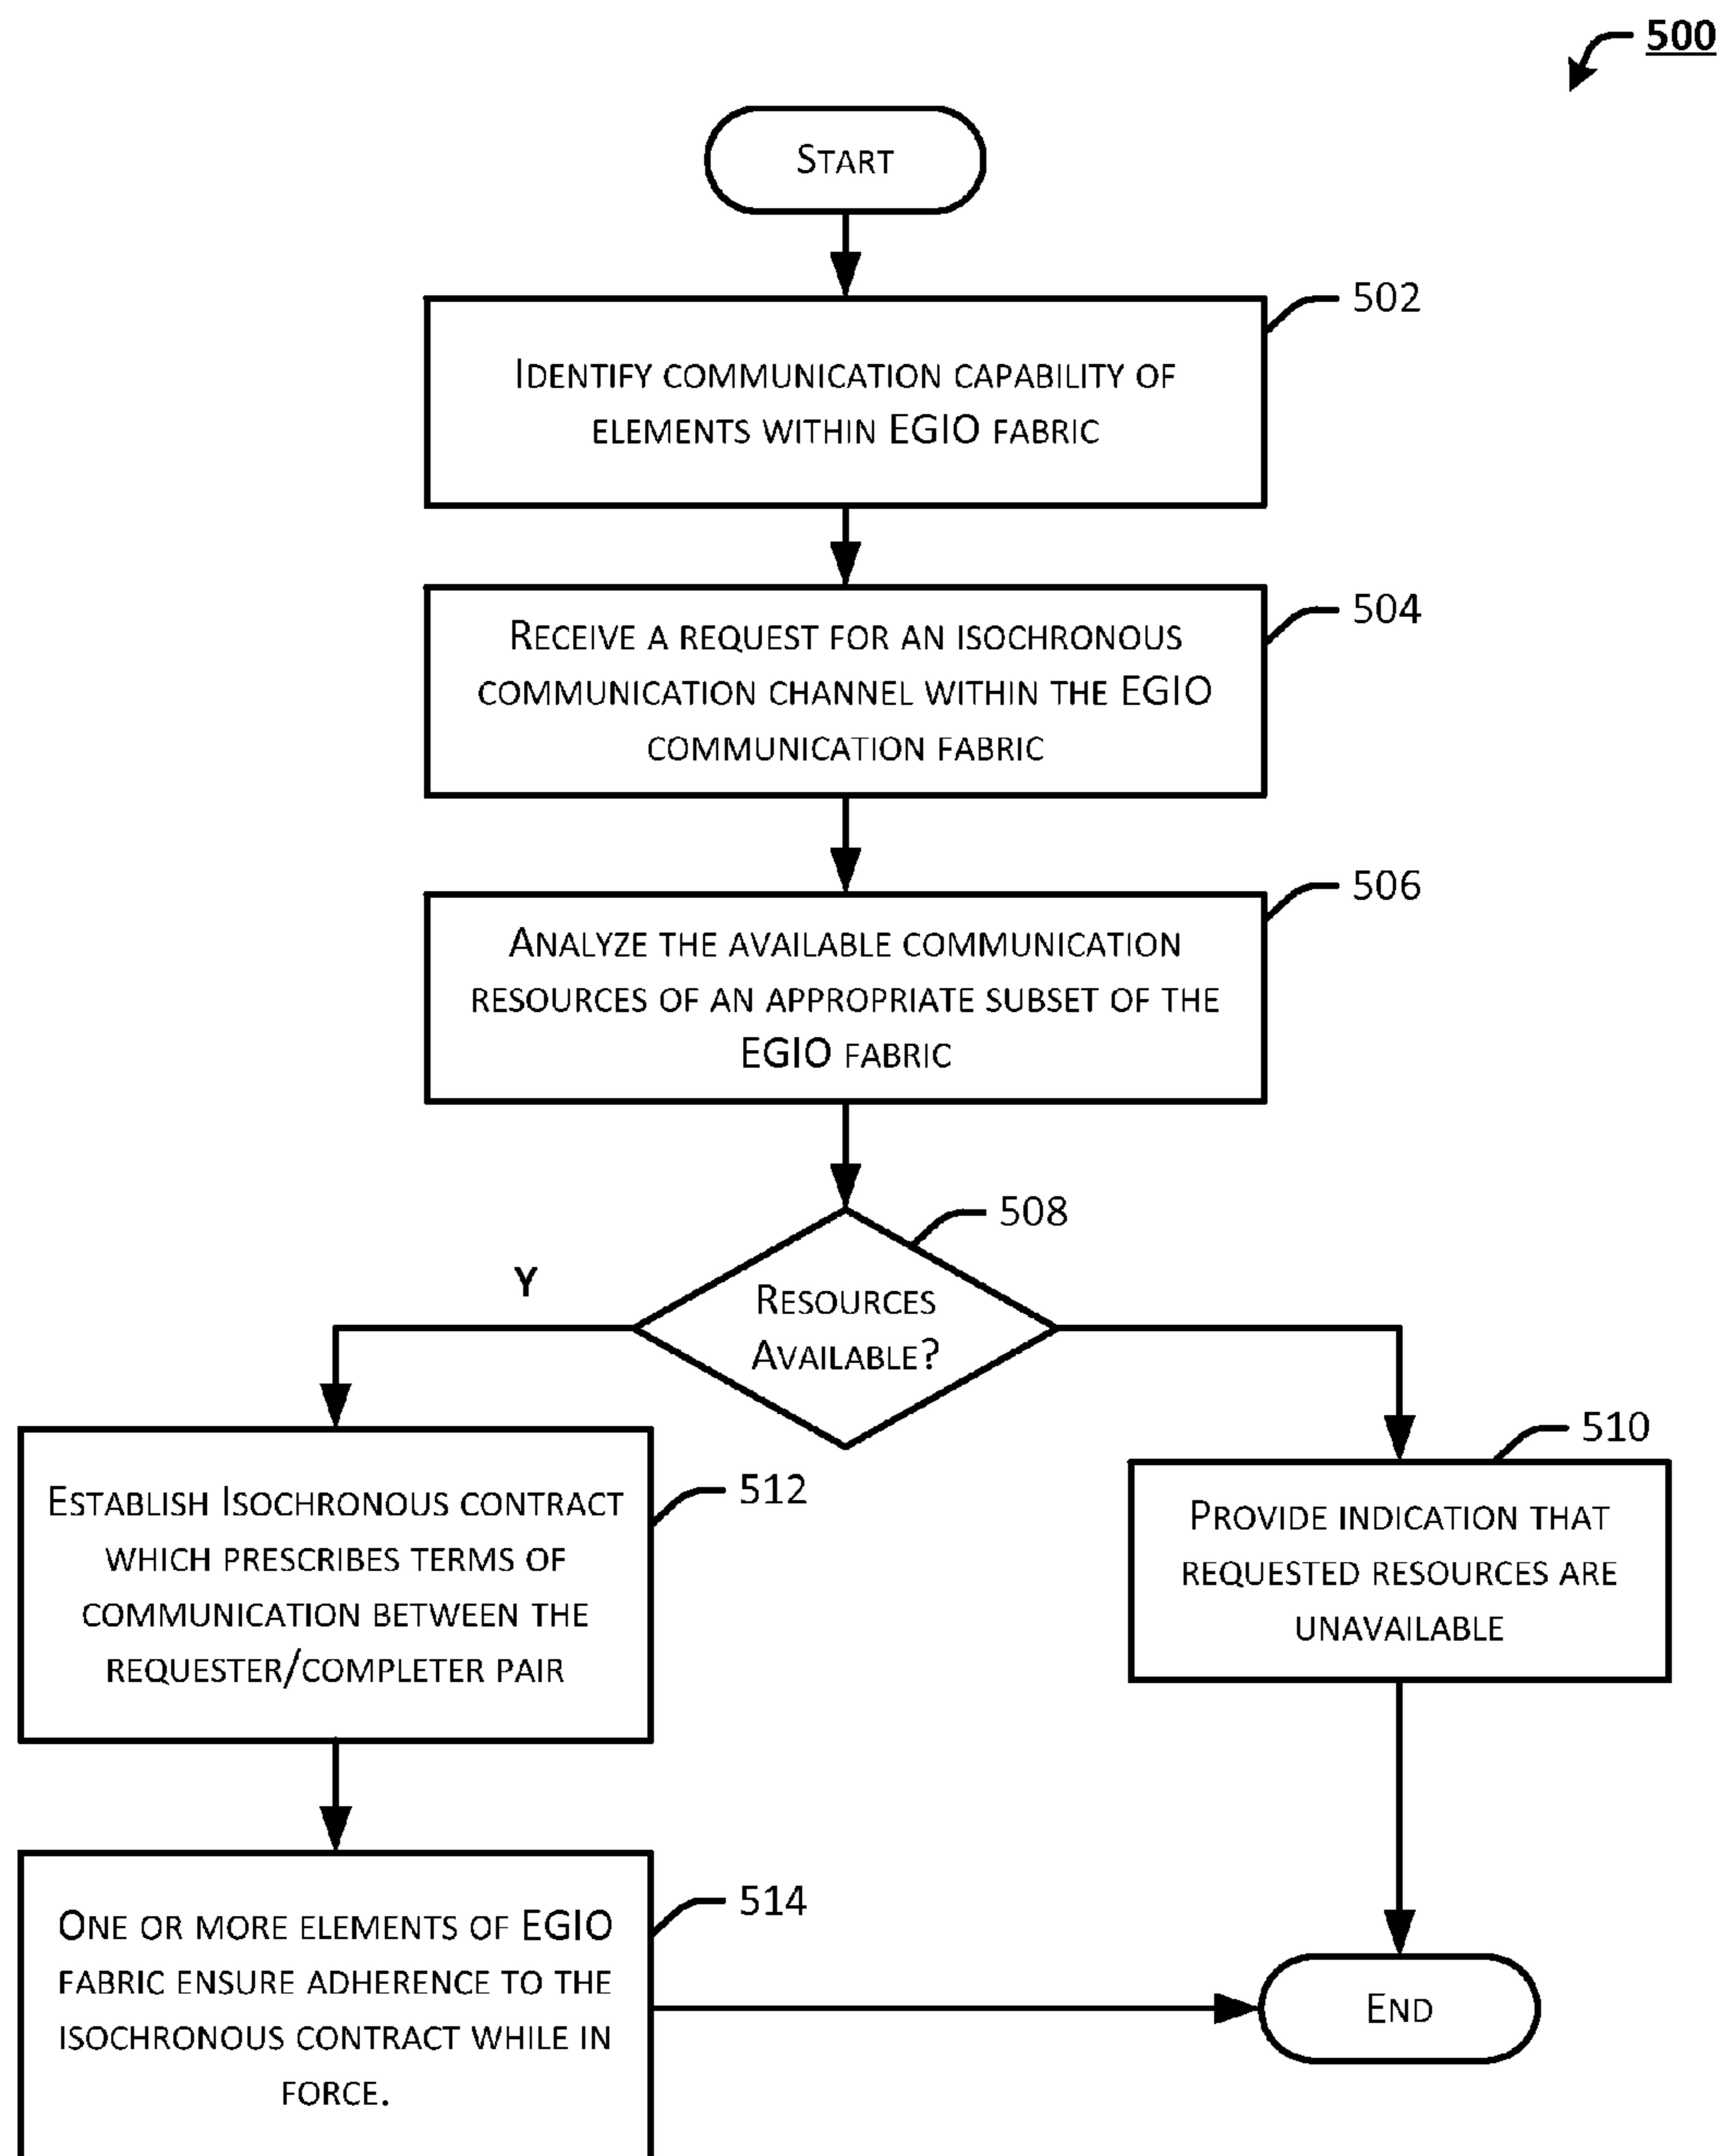 500
START
502
IDENTIFY COMMUNICATION CAPABILITY OF
ELEMENTS WITHIN EGIO FABRIC
504
RECEIVE A REQUEST FOR AN ISOCHRONOUS
COMMUNICATION CHANNEL WITHIN THE EGIO
COMMUNICATION FABRIC
506
ANALYZE THE AVAILABLE COMMUNICATION
RESOURCES OF AN APPROPRIATE SUBSET OF THE
EGIO FABRIC
508
Y
RESOURCES
AVAILABLE?
512
ESTABLISH ISOCHRONOUS CONTRACT
WHICH PRESCRIBES TERMS OF
COMMUNICATION BETWEEN THE
REQUESTER/COMPLETER PAIR
510
PROVIDE INDICATION THAT
REQUESTED RESOURCES ARE
UNAVAILABLE
514
ONE OR MORE ELEMENTS OF EGIO
FABRIC ENSURE ADHERENCE TO THE
ISOCHRONOUS CONTRACT WHILE IN
FORCE.
END